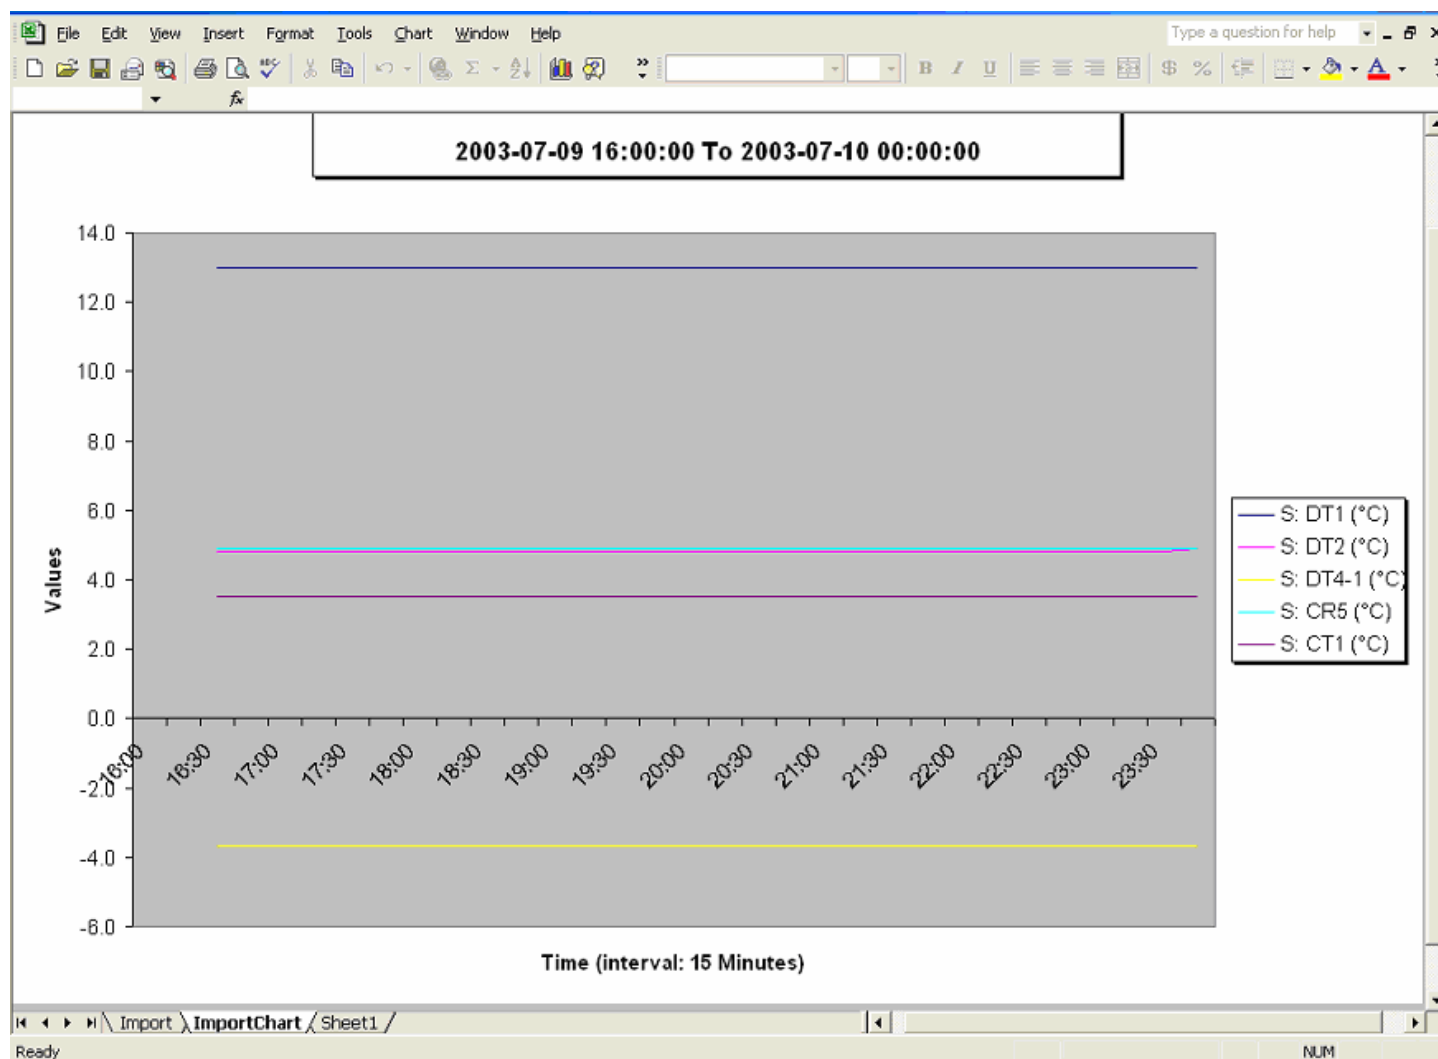 File Edit View Insert Format Tools Chart Window Help Type a question for help
B I U $ %
fx
2003-07-09 16:00:00 To 2003-07-10 00:00:00
14.0
12.0
10.0
8.0
6.0
4.0
2.0
0.0
-2.0
-4.0
-6.0
Values
16:00 16:30 17:00 17:30 18:00 18:30 19:00 19:30 20:00 20:30 21:00 21:30 22:00 22:30 23:00 23:30
Time (interval: 15 Minutes)
S: DT1 (°C)
S: DT2 (°C)
S: DT4-1 (°C)
S: CR5 (°C)
S: CT1 (°C)
Import ImportChart Sheet1
Ready NUM